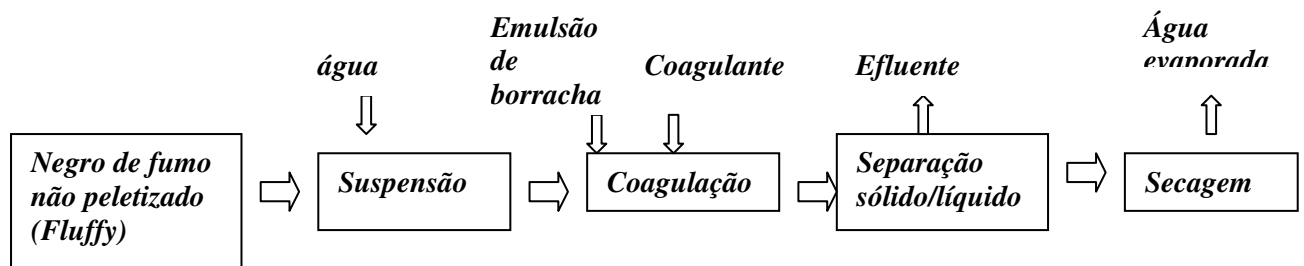 água
Emulsão
de
borracha
Coagulante
Efluente
Água
evaporada
Negro de fumo
não peletizado
(Fluffy)
Suspensão
Coagulação
Separação
sólido/líquido
Secagem